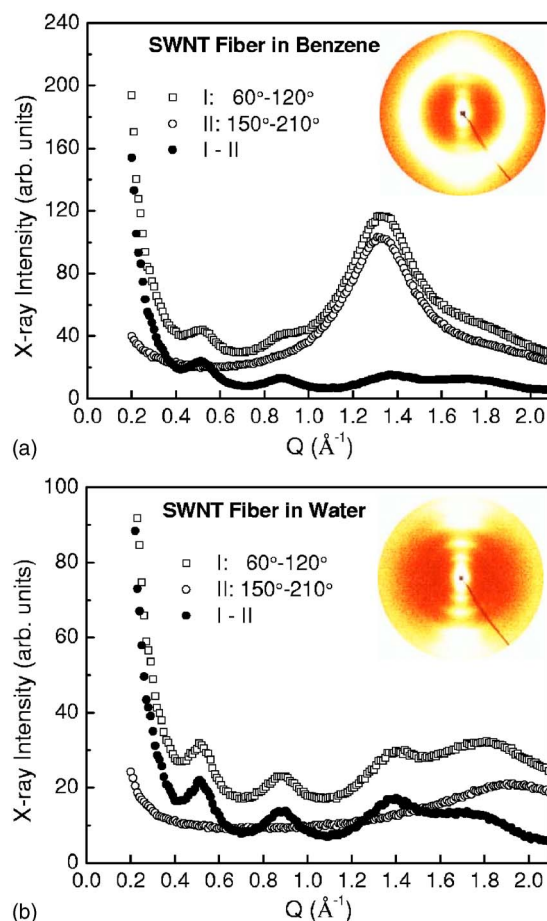 SWNT Fiber in Benzene
I: 60°-120°
II: 150°-210°
I - II
X-ray Intensity (arb. units)
240
200
160
120
80
40
0
0.0 0.2 0.4 0.6 0.8 1.0 1.2 1.4 1.6 1.8 2.0
Q (Å⁻¹)
(a)
SWNT Fiber in Water
I: 60°-120°
II: 150°-210°
I - II
X-ray Intensity (arb. units)
100
80
60
40
20
0
0.0 0.2 0.4 0.6 0.8 1.0 1.2 1.4 1.6 1.8 2.0
Q (Å⁻¹)
(b)